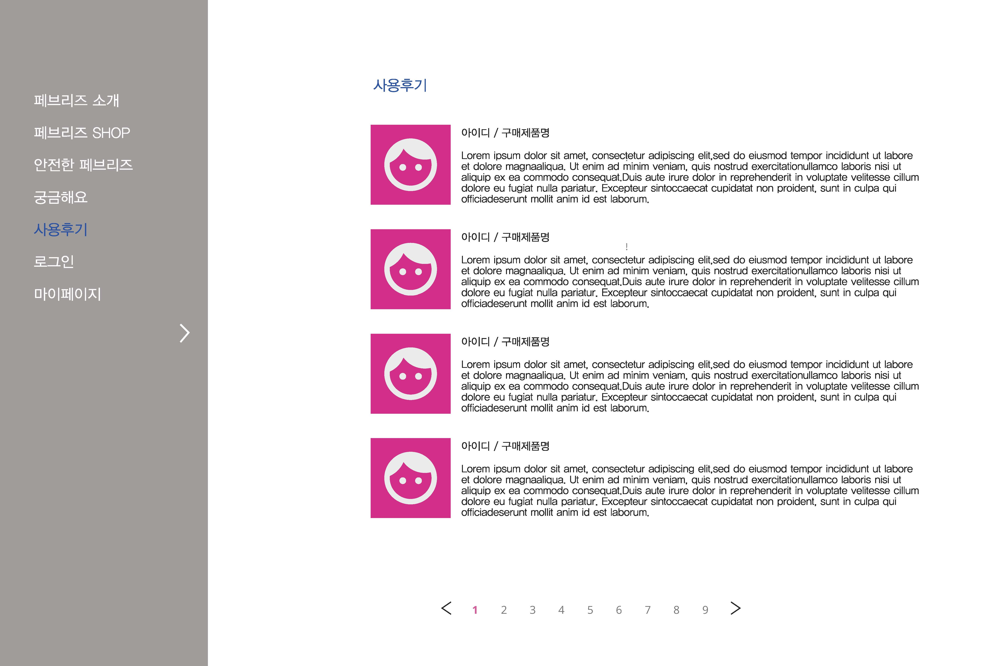 페브리즈 소개
페브리즈 SHOP
안전한 페브리즈
궁금해요
사용후기
로그인
마이페이지
사용후기
아이디 / 구매제품명
Lorem ipsum dolor sit amet, consectetur adipiscing elit,sed do eiusmod tempor incididunt ut labore
et dolore magnaaliqua. Ut enim ad minim veniam, quis nostrud exercitationullamco laboris nisi ut
aliquip ex ea commodo consequat.Duis aute irure dolor in reprehenderit in voluptate velitesse cillum
dolore eu fugiat nulla pariatur. Excepteur sintoccaecat cupidatat non proident, sunt in culpa qui
officiadeserunt mollit anim id est laborum.
아이디 / 구매제품명
!
Lorem ipsum dolor sit amet, consectetur adipiscing elit,sed do eiusmod tempor incididunt ut labore
et dolore magnaaliqua. Ut enim ad minim veniam, quis nostrud exercitationullamco laboris nisi ut
aliquip ex ea commodo consequat.Duis aute irure dolor in reprehenderit in voluptate velitesse cillum
dolore eu fugiat nulla pariatur. Excepteur sintoccaecat cupidatat non proident, sunt in culpa qui
officiadeserunt mollit anim id est laborum.
아이디 / 구매제품명
Lorem ipsum dolor sit amet, consectetur adipiscing elit,sed do eiusmod tempor incididunt ut labore
et dolore magnaaliqua. Ut enim ad minim veniam, quis nostrud exercitationullamco laboris nisi ut
aliquip ex ea commodo consequat.Duis aute irure dolor in reprehenderit in voluptate velitesse cillum
dolore eu fugiat nulla pariatur. Excepteur sintoccaecat cupidatat non proident, sunt in culpa qui
officiadeserunt mollit anim id est laborum.
아이디 / 구매제품명
Lorem ipsum dolor sit amet, consectetur adipiscing elit,sed do eiusmod tempor incididunt ut labore
et dolore magnaaliqua. Ut enim ad minim veniam, quis nostrud exercitationullamco laboris nisi ut
aliquip ex ea commodo consequat.Duis aute irure dolor in reprehenderit in voluptate velitesse cillum
dolore eu fugiat nulla pariatur. Excepteur sintoccaecat cupidatat non proident, sunt in culpa qui
officiadeserunt mollit anim id est laborum.
1 2 3 4 5 6 7 8 9